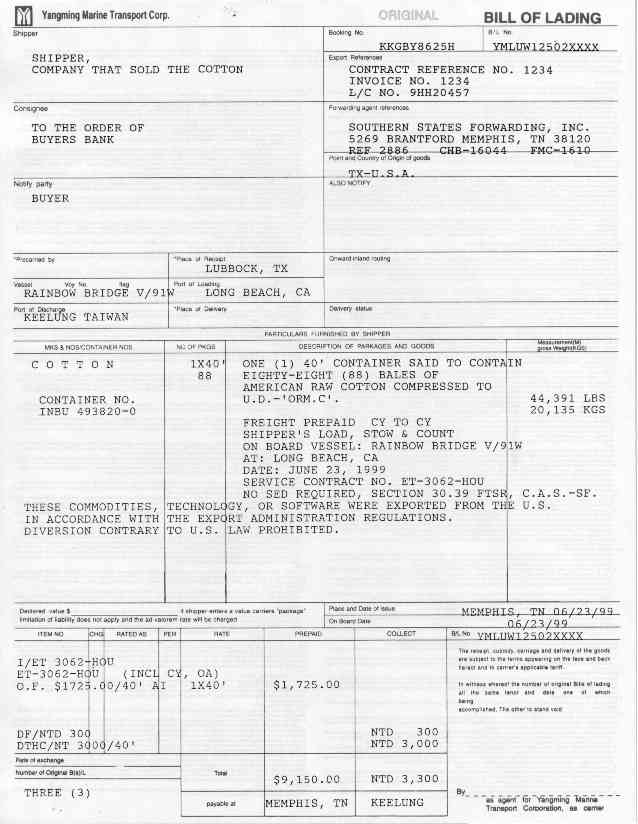 Yangming Marine Transport Corp.
ORIGINAL
BILL OF LADING
Shipper
SHIPPER,
COMPANY THAT SOLD THE COTTON
Booking No.
KKGBY8625H
B/L No.
YMLUW12502XXXX
Export References
CONTRACT REFERENCE NO. 1234
INVOICE NO. 1234
L/C NO. 9HH20457
Consignee
TO THE ORDER OF
BUYERS BANK
Forwarding agent references
SOUTHERN STATES FORWARDING, INC.
5269 BRANTFORD MEMPHIS, TN 38120
REF 2886 CHB-16044 FMC-1610
Point and Country of Origin of goods
TX-U.S.A.
Notify party
BUYER
ALSO NOTIFY
*Precarried by
*Place of Receipt
LUBBOCK, TX
Onward inland routing
Vessel Voy No. flag
RAINBOW BRIDGE V/91W
Port of Loading
LONG BEACH, CA
Port of Discharge
KEELUNG TAIWAN
*Place of Delivery
Delivery status
PARTICULARS FURNISHED BY SHIPPER
MKS & NOS/CONTAINER NOS
NO OF PKGS
DESCRIPTION OF PARKAGES AND GOODS
Measurement(M)
gross Weight(KGS)
C O T T O N 1X40' ONE (1) 40' CONTAINER SAID TO CONTAIN
88 EIGHTY-EIGHT (88) BALES OF
AMERICAN RAW COTTON COMPRESSED TO
CONTAINER NO. U.D.-'ORM.C'. 44,391 LBS
INBU 493820-0 20,135 KGS
FREIGHT PREPAID CY TO CY
SHIPPER'S LOAD, STOW & COUNT
ON BOARD VESSEL: RAINBOW BRIDGE V/91W
AT: LONG BEACH, CA
DATE: JUNE 23, 1999
SERVICE CONTRACT NO. ET-3062-HOU
NO SED REQUIRED, SECTION 30.39 FTSR, C.A.S.-SF.
THESE COMMODITIES, TECHNOLOGY, OR SOFTWARE WERE EXPORTED FROM THE U.S.
IN ACCORDANCE WITH THE EXPORT ADMINISTRATION REGULATIONS.
DIVERSION CONTRARY TO U.S. LAW PROHIBITED.
Declared value $ if shipper enters a value carriers "package"
limitation of liability does not apply and the ad valorem rate will be charged
Place and Date of Issue
MEMPHIS, TN 06/23/99
On Board Date
06/23/99
ITEM NO CHG RATED AS PER RATE PREPAID COLLECT
B/L No. YMLUW12502XXXX
The receipt, custody, carriage and delivery of the goods
are subject to the terms appearing on the face and back
hereof and to carrier's applicable tariff.
In witness whereof the number of original Bills of lading
all the same tenor and date one of which
being
accomplished. The other to stand void
I/ET 3062-HOU
ET-3062-HOU (INCL CY, OA)
O.F. $1725.00/40' AI 1X40' $1,725.00
DF/NTD 300 NTD 300
DTHC/NT 3000/40' NTD 3,000
Rate of exchange
Number of Original B(s)/L
THREE (3)
Total
$9,150.00 NTD 3,300
payable at
MEMPHIS, TN KEELUNG
By
as agent for Yangming Marine
Transport Corporation, as carrier